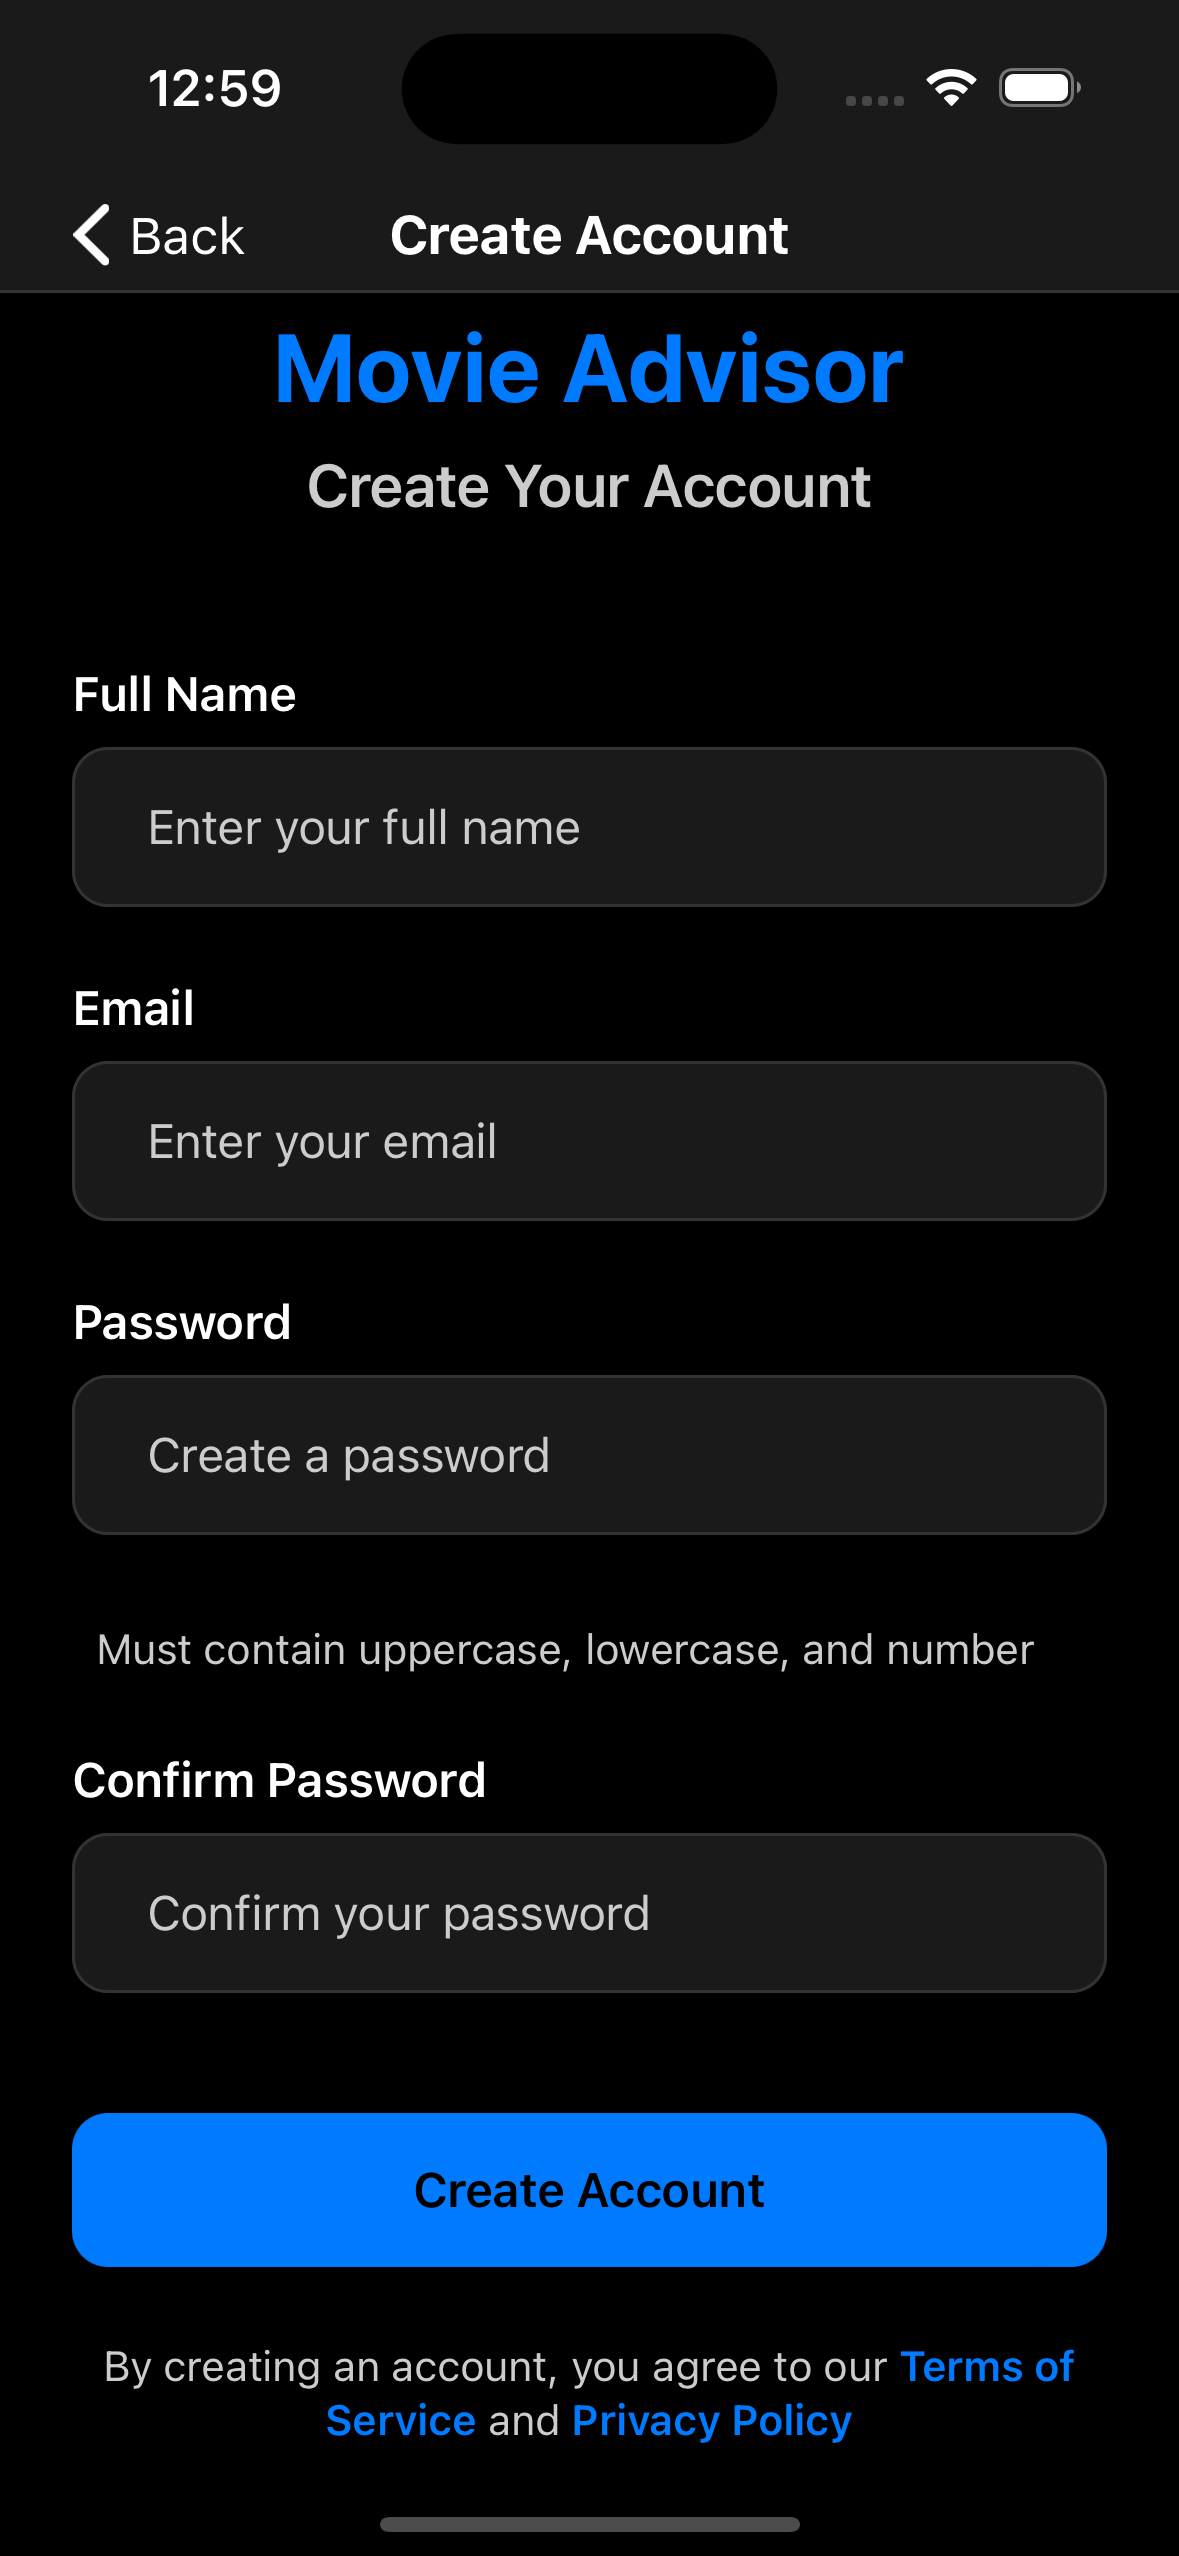 12:59
Back
Create Account
Movie Advisor
Create Your Account
Full Name
Enter your full name
Email
Enter your email
Password
Create a password
Must contain uppercase, lowercase, and number
Confirm Password
Confirm your password
Create Account
By creating an account, you agree to our Terms of
Service and Privacy Policy